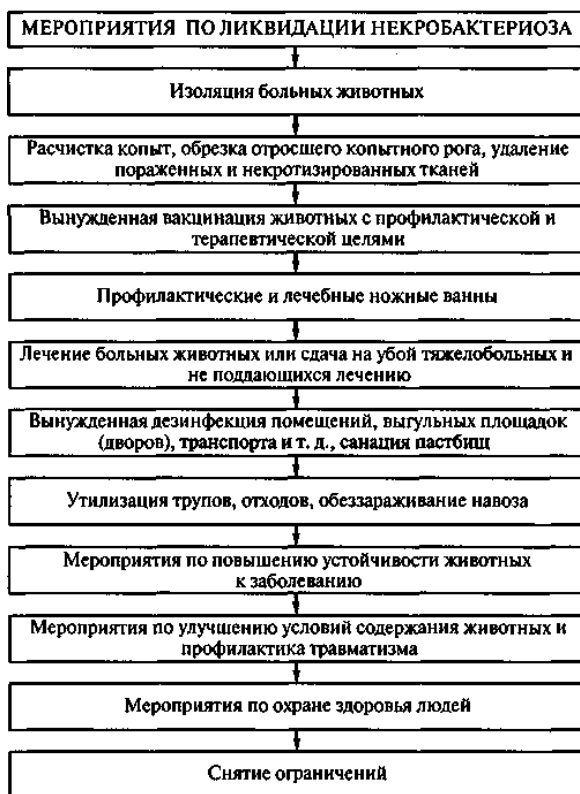 МЕРОПРИЯТИЯ ПО ЛИКВИДАЦИИ НЕКРОБАКТЕРИОЗА
Изоляция больных животных
Расчистка копыт, обрезка отросшего копытного рога, удаление
пораженных и некротизированных тканей
Вынужденная вакцинация животных с профилактической и
терапевтической целями
Профилактические и лечебные ножные ванны
Лечение больных животных или сдача на убой тяжелобольных и
не поддающихся лечению
Вынужденная дезинфекция помещений, выгульных площадок
(дворов), транспорта и т. д., санация пастбищ
Утилизация трупов, отходов, обеззараживание навоза
Мероприятия по повышению устойчивости животных
к заболеванию
Мероприятия по улучшению условий содержания животных и
профилактика травматизма
Мероприятия по охране здоровья людей
Снятие ограничений